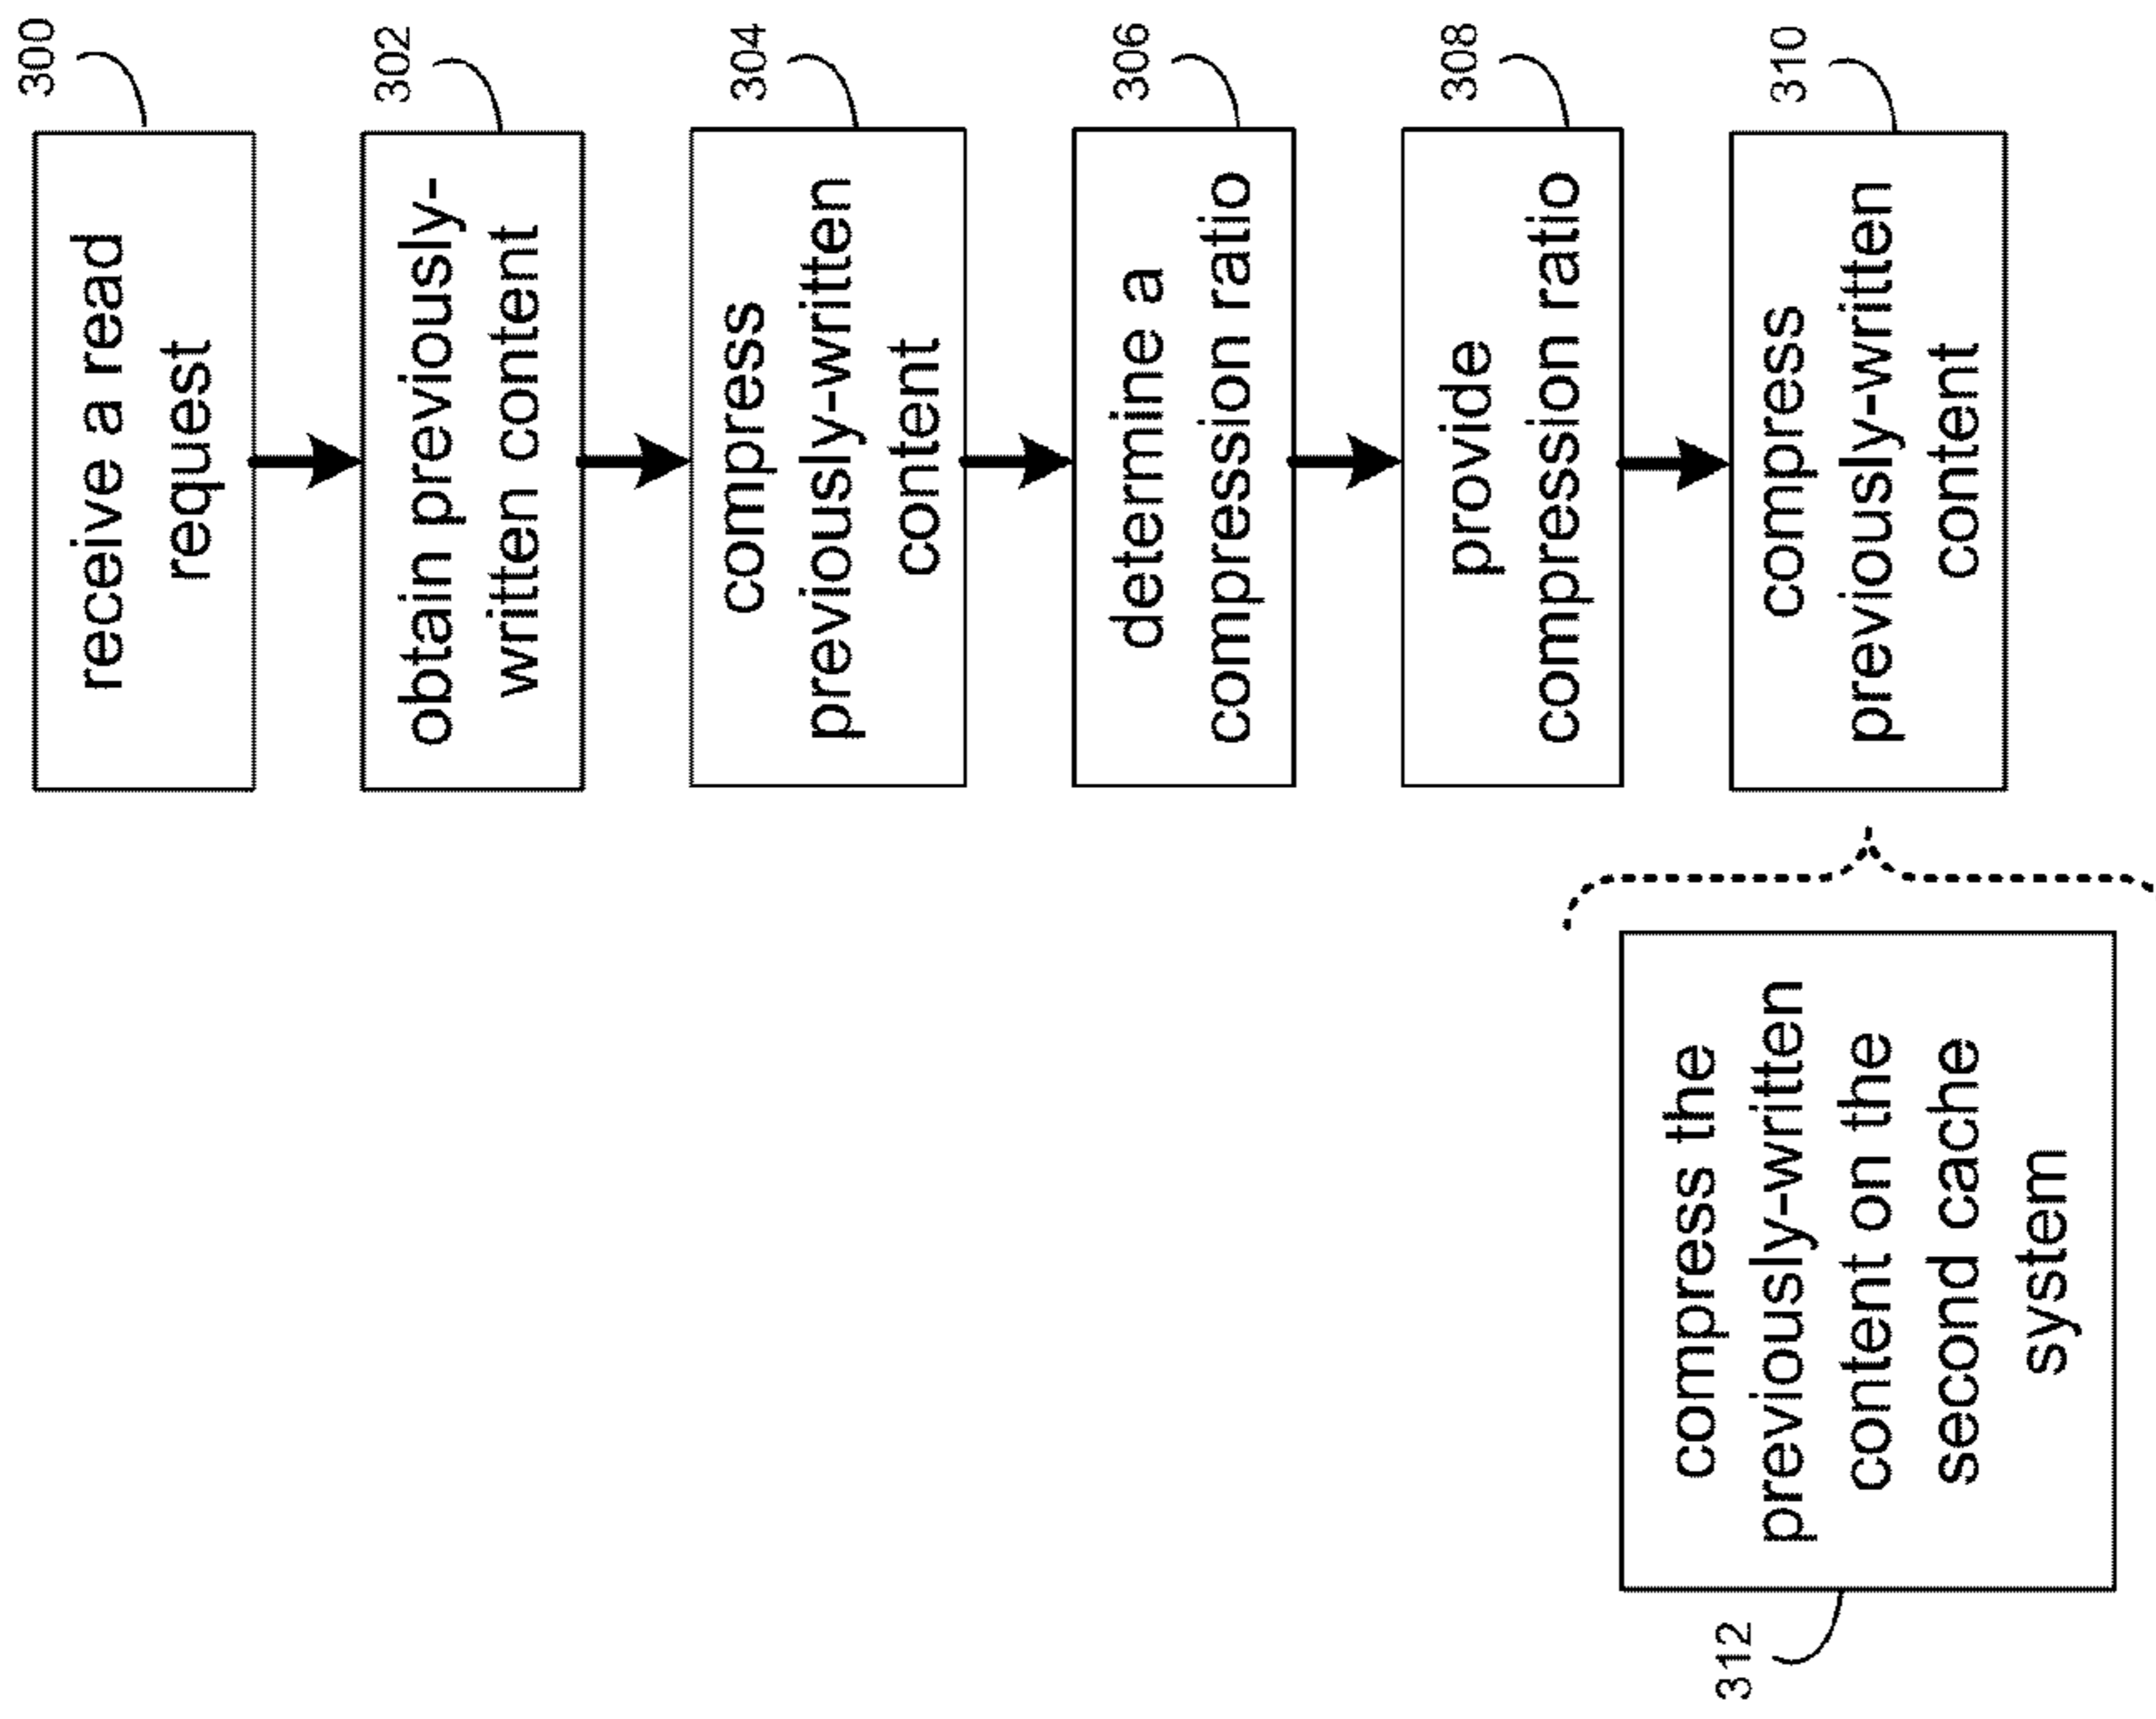 300
receive a read
request
302
obtain previously-
written content
304
compress
previously-written
content
306
determine a
compression ratio
308
provide
compression ratio
310
compress
previously-written
content
312
compress the
previously-written
content on the
second cache
system